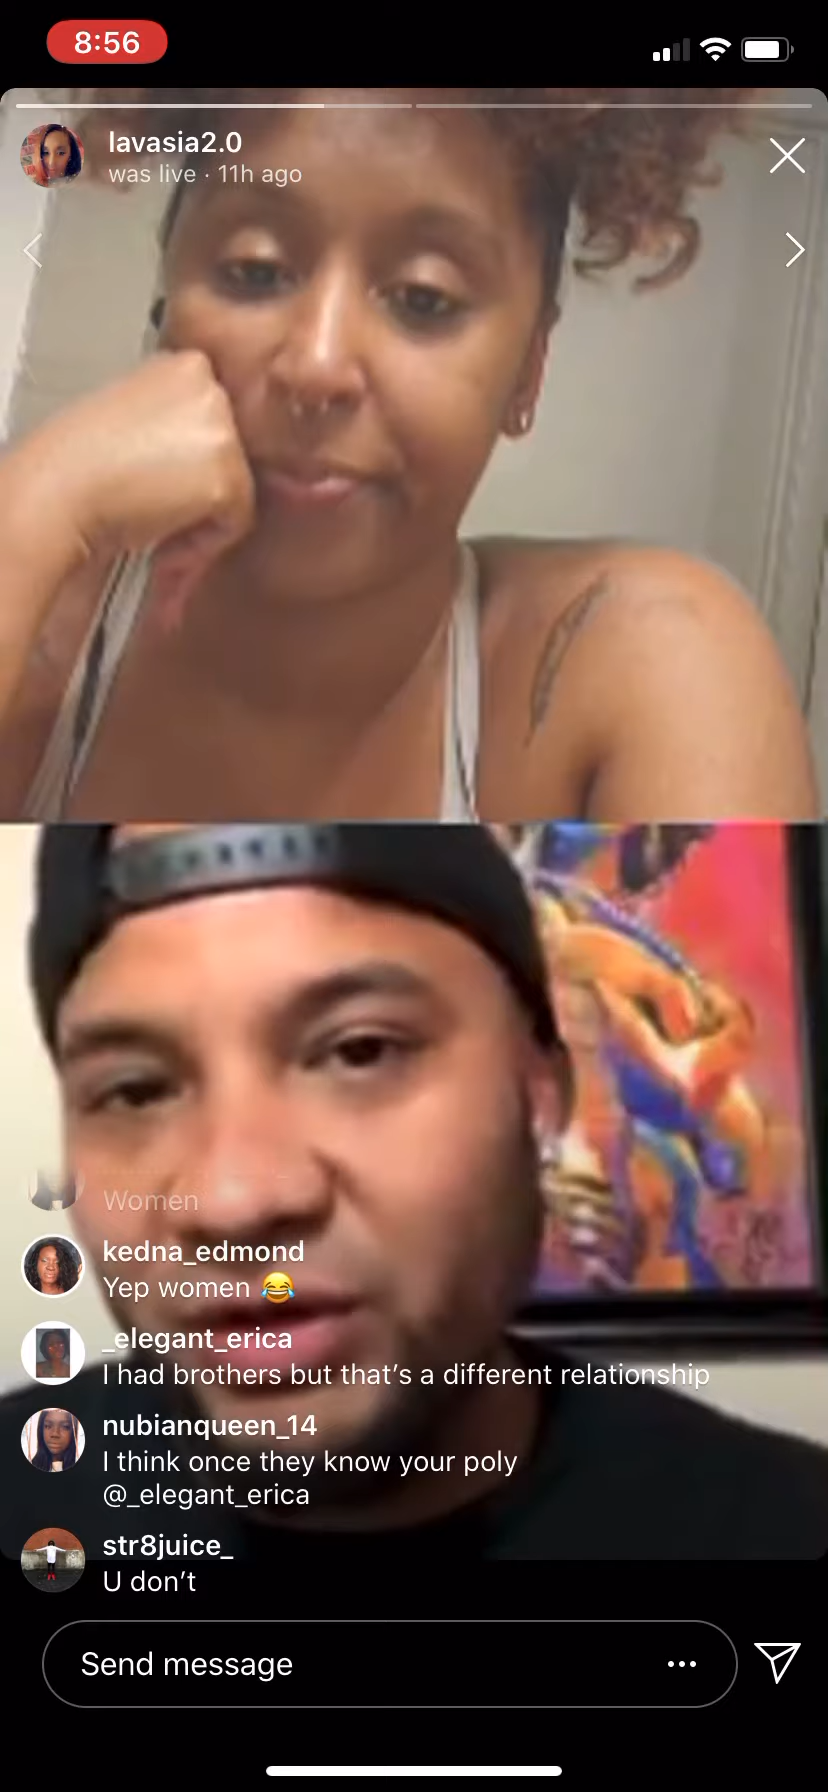 8:56
lavasia2.0
was live · 11h ago
Women
kedna_edmond
Yep women 😂
_elegant_erica
I had brothers but that's a different relationship
nubianqueen_14
I think once they know your poly
@_elegant_erica
str8juice_
U don't
Send message